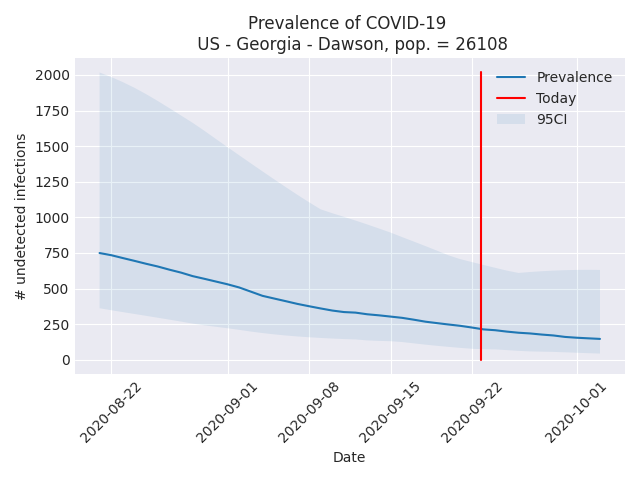 Prevalence of COVID-19
US - Georgia - Dawson, pop. = 26108
2000
1750
1500
1250
1000
750
500
250
0
# undetected infections
Prevalence
Today
95CI
2020-08-22
2020-09-01
2020-09-08
2020-09-15
2020-09-22
2020-10-01
Date